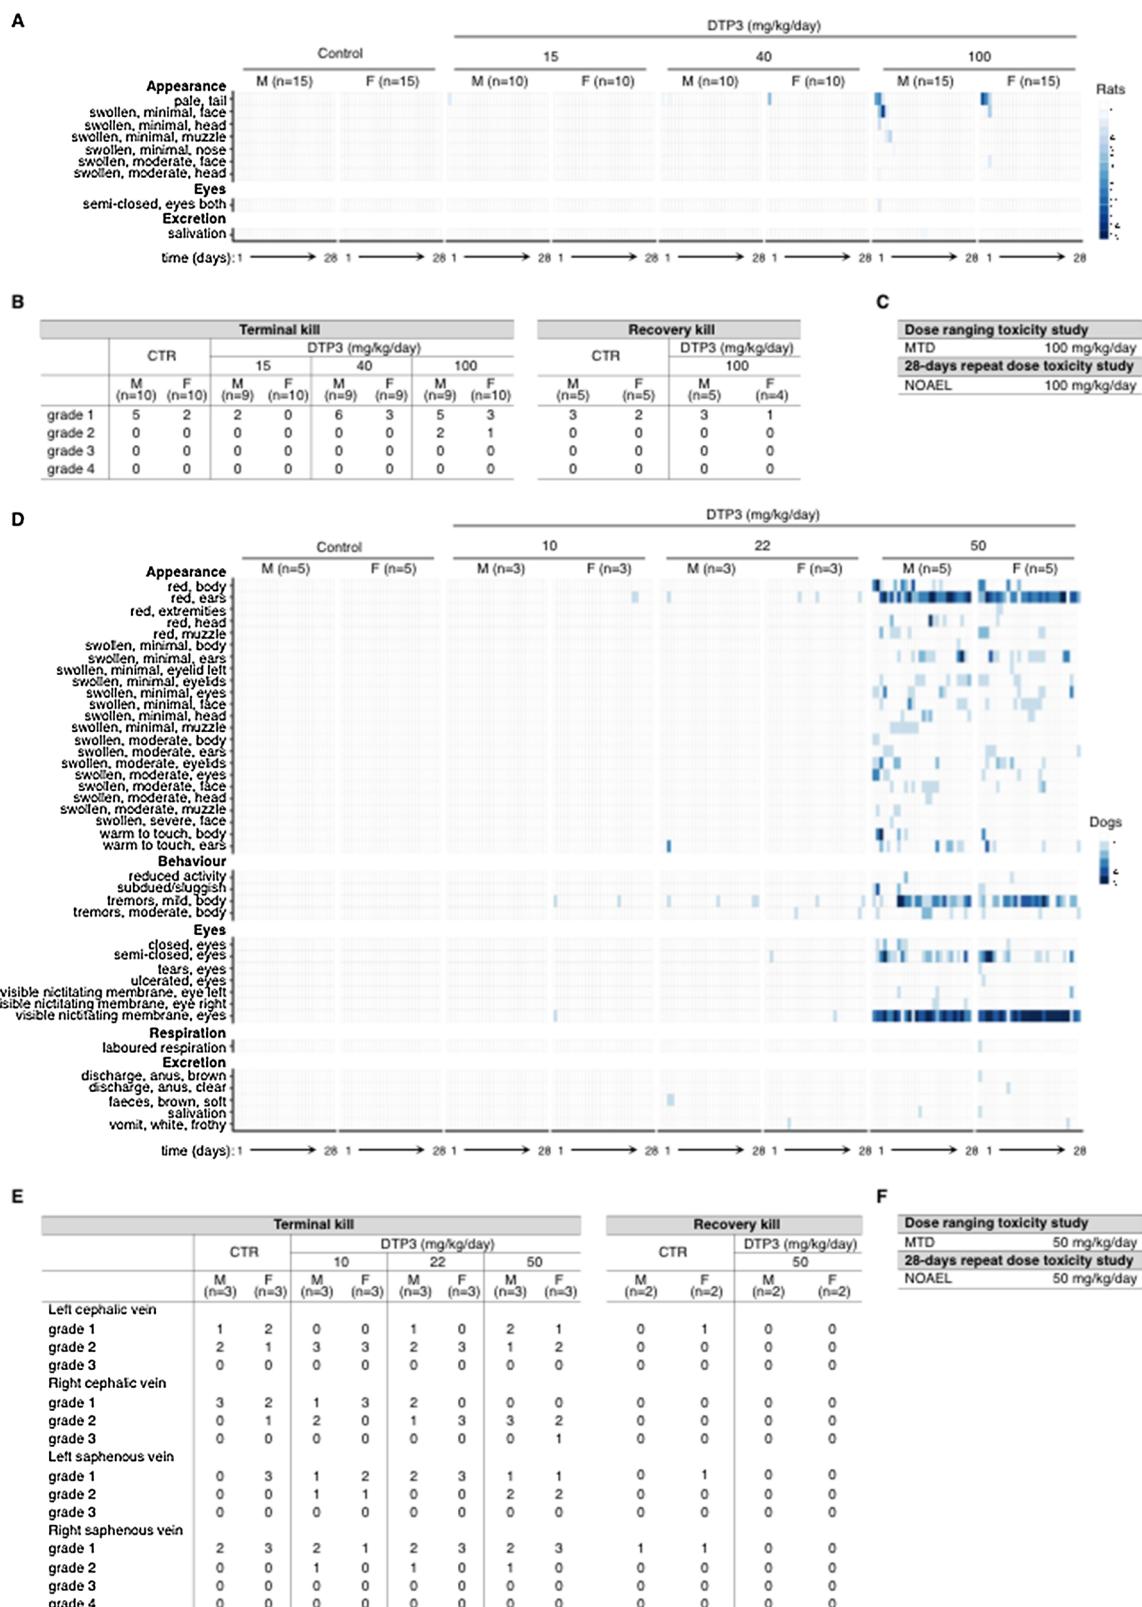 A
DTP3 (mg/kg/day)
Control 15 40 100
M (n=15) F (n=15) M (n=10) F (n=10) M (n=10) F (n=10) M (n=15) F (n=15)
Rats
Appearance
pale, tail
swollen, minimal, face
swollen, minimal, head
swollen, minimal, muzzle
swollen, minimal, nose
swollen, moderate, face
swollen, moderate, head
Eyes
semi-closed, eyes both
Excretion
salivation
time (days): 1 28 1 28 1 28 1 28 1 28 1 28 1 28 1 28
B
Terminal kill
CTR DTP3 (mg/kg/day)
15 40 100
M F M F M F M F
(n=10) (n=10) (n=9) (n=10) (n=9) (n=9) (n=9) (n=10)
grade 1 5 2 2 0 6 3 5 3
grade 2 0 0 0 0 0 0 2 1
grade 3 0 0 0 0 0 0 0 0
grade 4 0 0 0 0 0 0 0 0
Recovery kill
CTR DTP3 (mg/kg/day)
100
M F M F
(n=5) (n=5) (n=5) (n=4)
3 2 3 1
0 0 0 0
0 0 0 0
0 0 0 0
C
Dose ranging toxicity study
MTD 100 mg/kg/day
28-days repeat dose toxicity study
NOAEL 100 mg/kg/day
D
DTP3 (mg/kg/day)
Control 10 22 50
M (n=5) F (n=5) M (n=3) F (n=3) M (n=3) F (n=3) M (n=5) F (n=5)
Appearance
red, body
red, ears
red, extremities
red, head
red, muzzle
swollen, minimal, body
swollen, minimal, ears
swollen, minimal, eyelid left
swollen, minimal, eyelids
swollen, minimal, eyes
swollen, minimal, face
swollen, minimal, head
swollen, minimal, muzzle
swollen, moderate, body
swollen, moderate, ears
swollen, moderate, eyelids
swollen, moderate, eyes
swollen, moderate, face
swollen, moderate, head
swollen, moderate, muzzle
swollen, severe, face
warm to touch, body
warm to touch, ears
Dogs
Behaviour
reduced activity
subdued/sluggish
tremors, mild, body
tremors, moderate, body
Eyes
closed, eyes
semi-closed, eyes
tears, eyes
ulcerated, eyes
visible nictitating membrane, eye left
isible nictitating membrane, eye right
visible nictitating membrane, eyes
Respiration
laboured respiration
Excretion
discharge, anus, brown
discharge, anus, clear
faeces, brown, soft
salivation
vomit, white, frothy
time (days): 1 28 1 28 1 28 1 28 1 28 1 28 1 28 1 28
E
Terminal kill
CTR DTP3 (mg/kg/day)
10 22 50
M F M F M F M F
(n=3) (n=3) (n=3) (n=3) (n=3) (n=3) (n=3) (n=3)
Left cephalic vein
grade 1 1 2 0 0 1 0 2 1
grade 2 2 1 3 3 2 3 1 2
grade 3 0 0 0 0 0 0 0 0
Right cephalic vein
grade 1 3 2 1 3 2 0 0 0
grade 2 0 1 2 0 1 3 3 2
grade 3 0 0 0 0 0 0 0 1
Left saphenous vein
grade 1 0 3 1 2 2 3 1 1
grade 2 0 0 1 1 0 0 2 2
grade 3 0 0 0 0 0 0 0 0
Right saphenous vein
grade 1 2 3 2 1 2 3 2 3
grade 2 0 0 1 0 1 0 1 0
grade 3 0 0 0 0 0 0 0 0
grade 4 0 0 0 0 0 0 0 0
Recovery kill
CTR DTP3 (mg/kg/day)
50
M F M F
(n=2) (n=2) (n=2) (n=2)
0 1 0 0
0 0 0 0
0 0 0 0
0 0 0 0
0 0 0 0
0 0 0 0
0 1 0 0
0 0 0 0
0 0 0 0
1 1 0 0
0 0 0 0
0 0 0 0
0 0 0 0
F
Dose ranging toxicity study
MTD 50 mg/kg/day
28-days repeat dose toxicity study
NOAEL 50 mg/kg/day